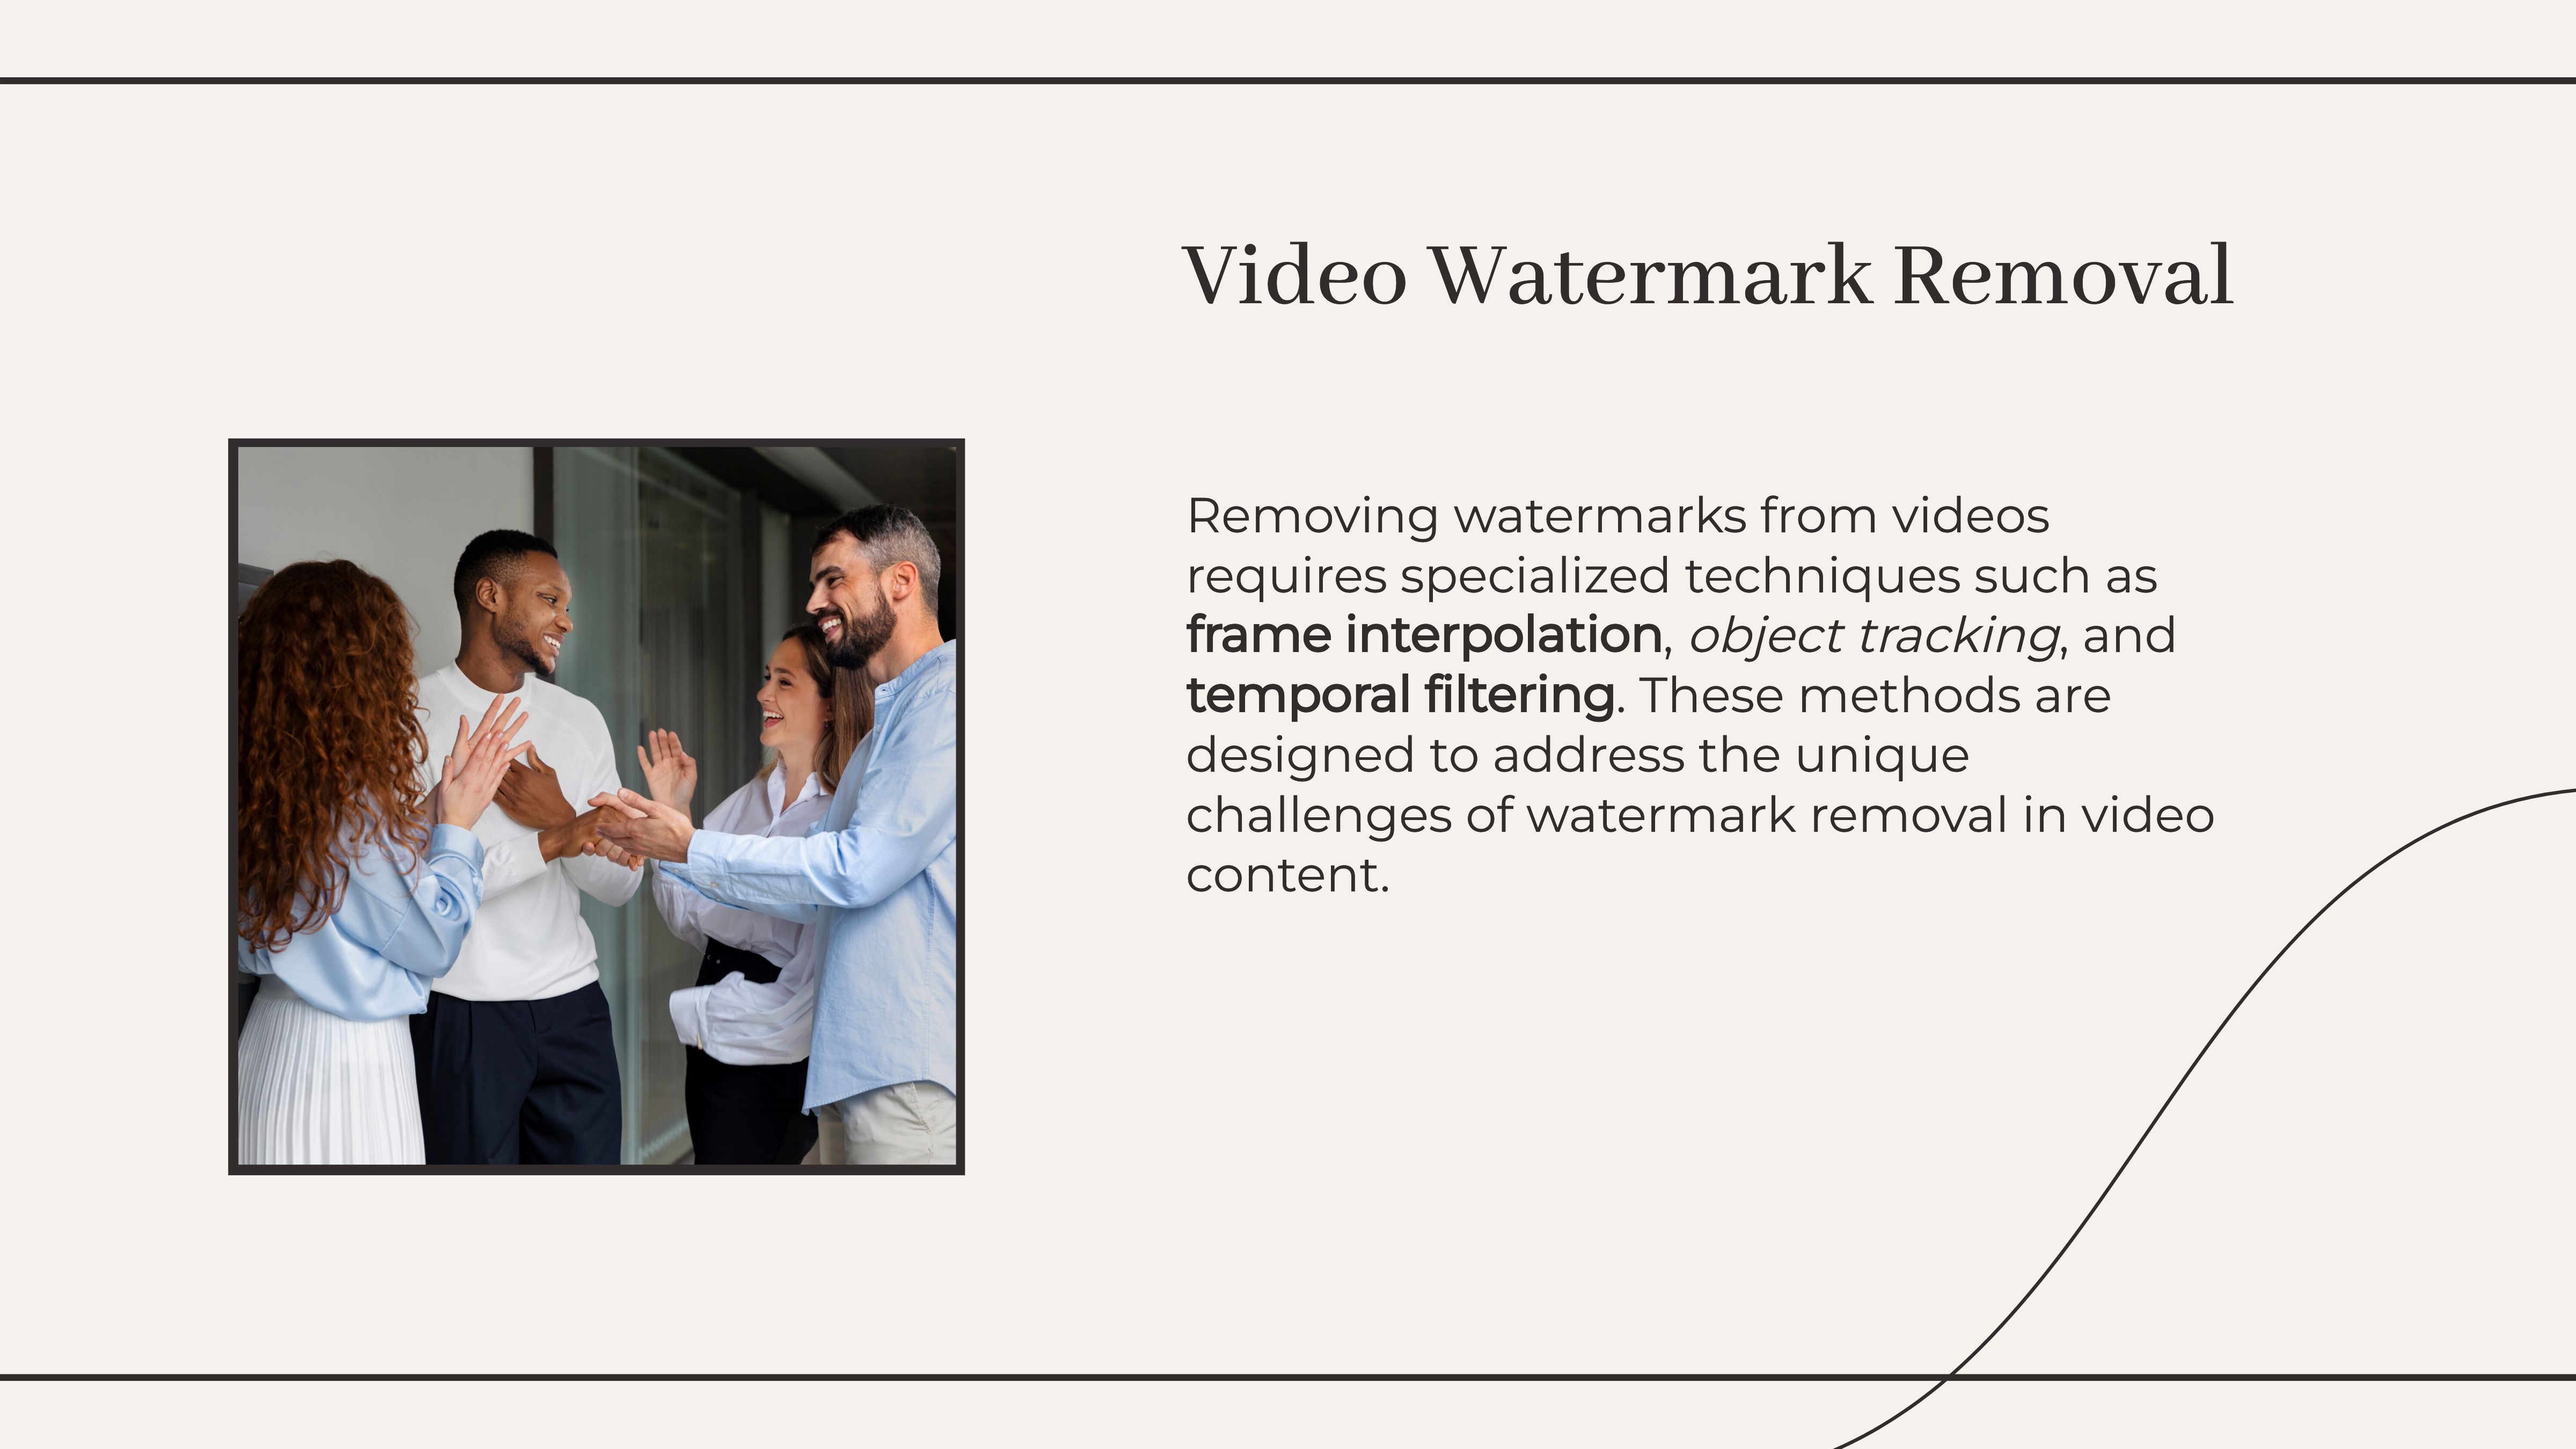 Video Watermark Removal
Removing watermarks from videos
requires specialized techniques such as
frame interpolation, object tracking, and
temporal filtering. These methods are
designed to address the unique
challenges of watermark removal in video
content.